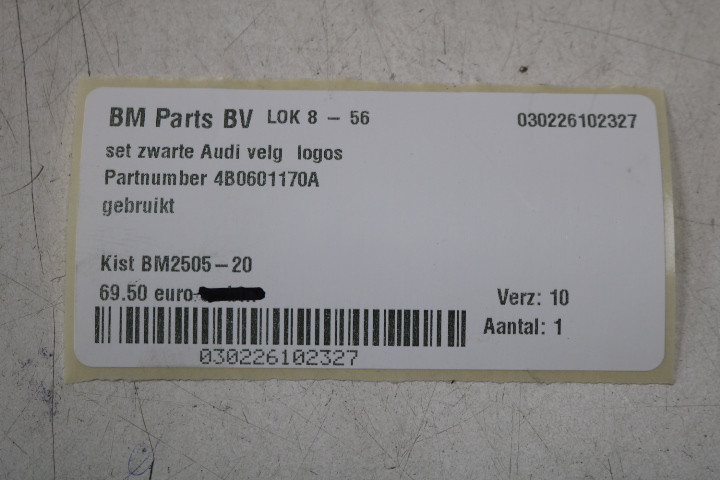 BM Parts BV LOK 8 – 56 030226102327
set zwarte Audi velg logos
Partnumber 4B0601170A
gebruikt
Kist BM2505–20
69.50 euro. Verz: 10
Aantal: 1
030226102327